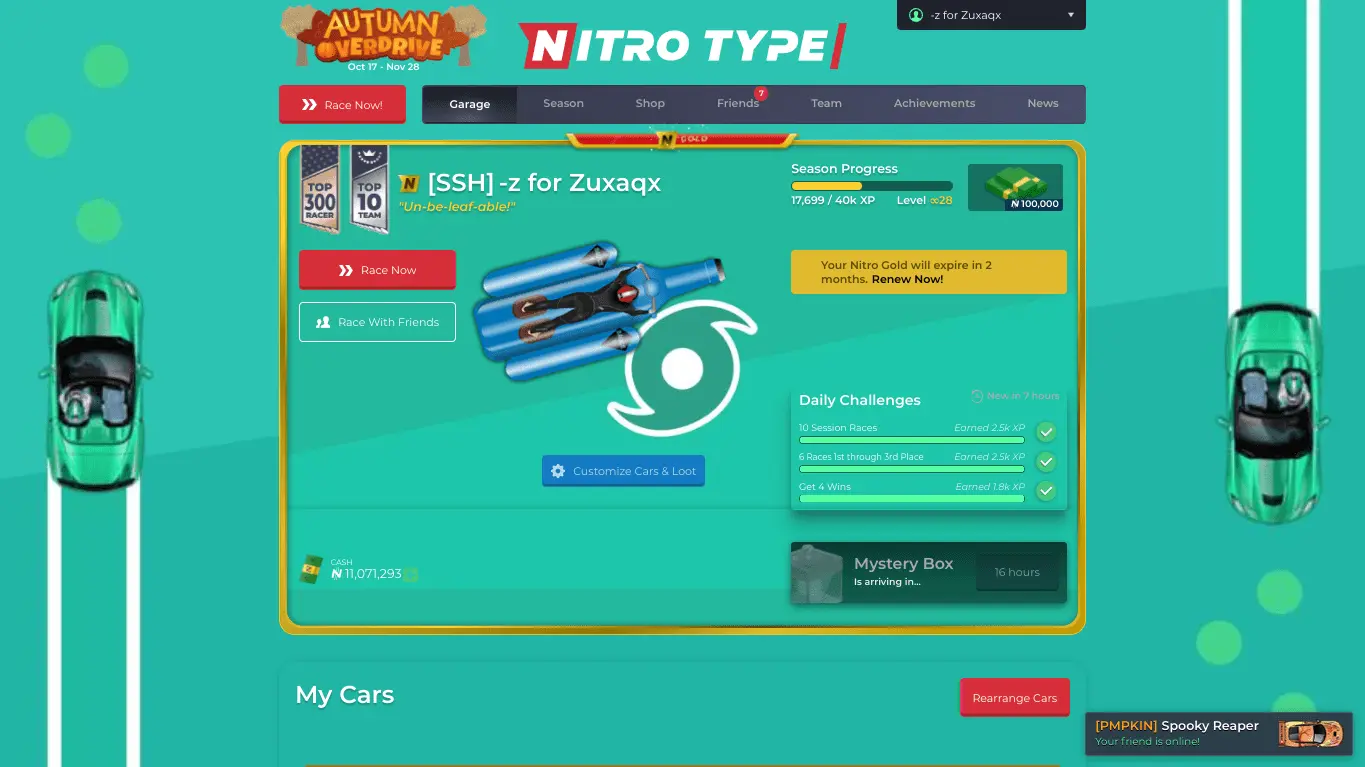 AUTUMN
OVERDRIVE
Oct 17 - Nov 28
NITRO TYPE
-z for Zuxaqx
Race Now!
Garage
Season
Shop
Friends
7
Team
Achievements
News
N GOLD
TOP
300
RACER
TOP
10
TEAM
N [SSH] -z for Zuxaqx
"Un-be-leaf-able!"
Season Progress
17,699 / 40k XP
Level ∞28
N 100,000
Race Now
Race With Friends
Your Nitro Gold will expire in 2
months. Renew Now!
Customize Cars & Loot
Daily Challenges
New in 7 hours
10 Session Races
Earned 2.5k XP
6 Races 1st through 3rd Place
Earned 2.5k XP
Get 4 Wins
Earned 1.8k XP
CASH
N 11,071,293
Mystery Box
Is arriving in...
16 hours
My Cars
Rearrange Cars
[PMPKIN] Spooky Reaper
Your friend is online!